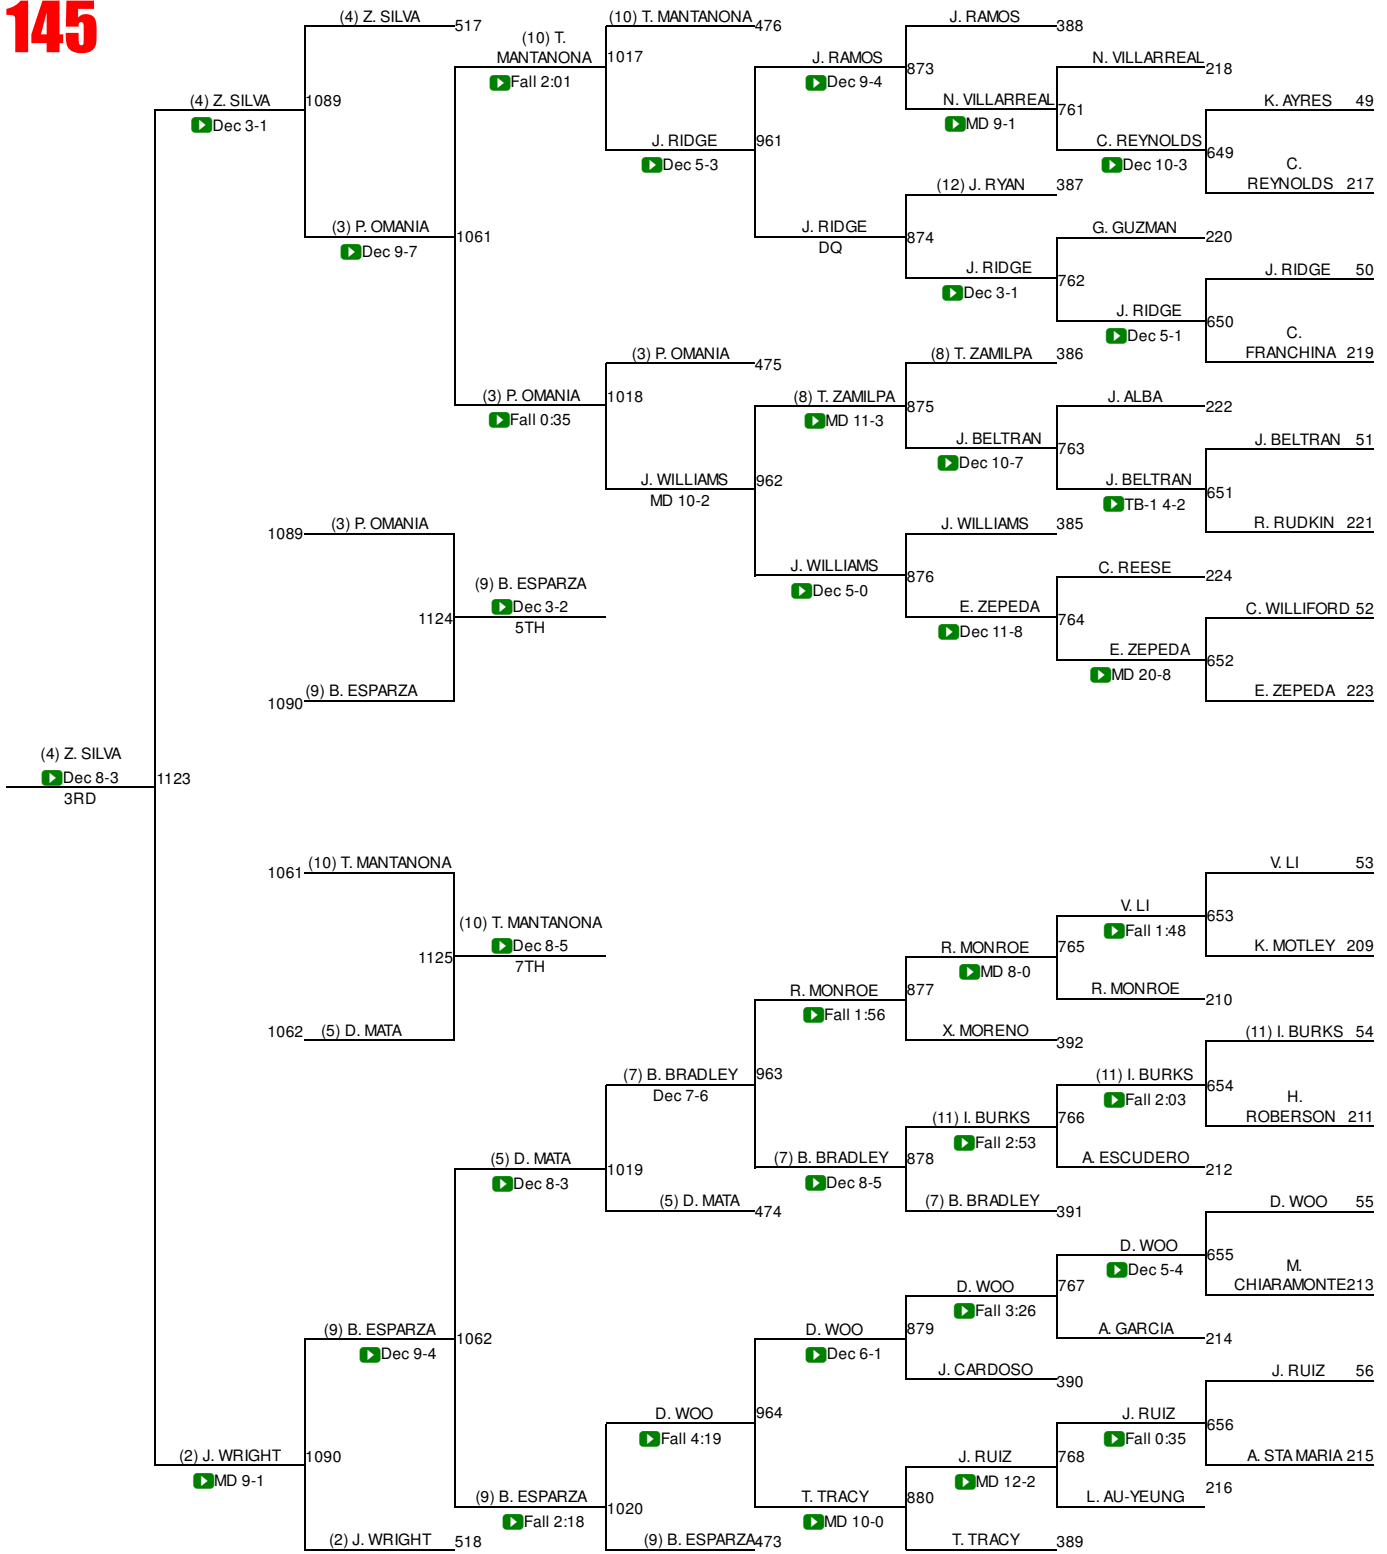 145
(4) Z. SILVA
517
(10) T. MANTANONA
476
J. RAMOS
388
(10) T.
MANTANONA
1017
Fall 2:01
J. RAMOS
873
Dec 9-4
N. VILLARREAL
218
(4) Z. SILVA
1089
Dec 3-1
N. VILLARREAL
761
MD 9-1
K. AYRES 49
J. RIDGE
961
Dec 5-3
C. REYNOLDS
649
Dec 10-3
C.
REYNOLDS 217
(12) J. RYAN
387
(3) P. OMANIA
1061
Dec 9-7
J. RIDGE
874
DQ
G. GUZMAN
220
J. RIDGE
762
Dec 3-1
J. RIDGE 50
J. RIDGE
650
Dec 5-1
C.
FRANCHINA 219
(3) P. OMANIA
475
(8) T. ZAMILPA
386
(3) P. OMANIA
1018
Fall 0:35
(8) T. ZAMILPA
875
MD 11-3
J. ALBA
222
J. BELTRAN
763
Dec 10-7
J. BELTRAN 51
J. WILLIAMS
962
MD 10-2
J. BELTRAN
651
TB-1 4-2
R. RUDKIN 221
1089
(3) P. OMANIA
J. WILLIAMS
385
(9) B. ESPARZA
1124
Dec 3-2
5TH
J. WILLIAMS
876
Dec 5-0
C. REESE
224
E. ZEPEDA
764
Dec 11-8
C. WILLIFORD 52
E. ZEPEDA
652
MD 20-8
1090
(9) B. ESPARZA
E. ZEPEDA 223
(4) Z. SILVA
1123
Dec 8-3
3RD
1061
(10) T. MANTANONA
V. LI 53
(10) T. MANTANONA
1125
Dec 8-5
7TH
V. LI
653
Fall 1:48
R. MONROE
765
MD 8-0
K. MOTLEY 209
R. MONROE
877
Fall 1:56
R. MONROE
210
1062
(5) D. MATA
X. MORENO
392
(11) I. BURKS 54
(7) B. BRADLEY
963
Dec 7-6
(11) I. BURKS
654
Fall 2:03
(11) I. BURKS
766
Fall 2:53
H.
ROBERSON 211
(5) D. MATA
1019
Dec 8-3
(7) B. BRADLEY
878
Dec 8-5
A. ESCUDERO
212
(5) D. MATA
474
(7) B. BRADLEY
391
D. WOO 55
D. WOO
655
Dec 5-4
D. WOO
767
Fall 3:26
M.
CHIARAMONTE 213
(9) B. ESPARZA
1062
Dec 9-4
D. WOO
879
Dec 6-1
A. GARCIA
214
J. CARDOSO
390
J. RUIZ 56
D. WOO
964
Fall 4:19
J. RUIZ
656
Fall 0:35
(2) J. WRIGHT
1090
MD 9-1
J. RUIZ
768
MD 12-2
A. STA MARIA 215
(9) B. ESPARZA
1020
Fall 2:18
T. TRACY
880
MD 10-0
L. AU-YEUNG
216
(2) J. WRIGHT
518
(9) B. ESPARZA
473
T. TRACY
389